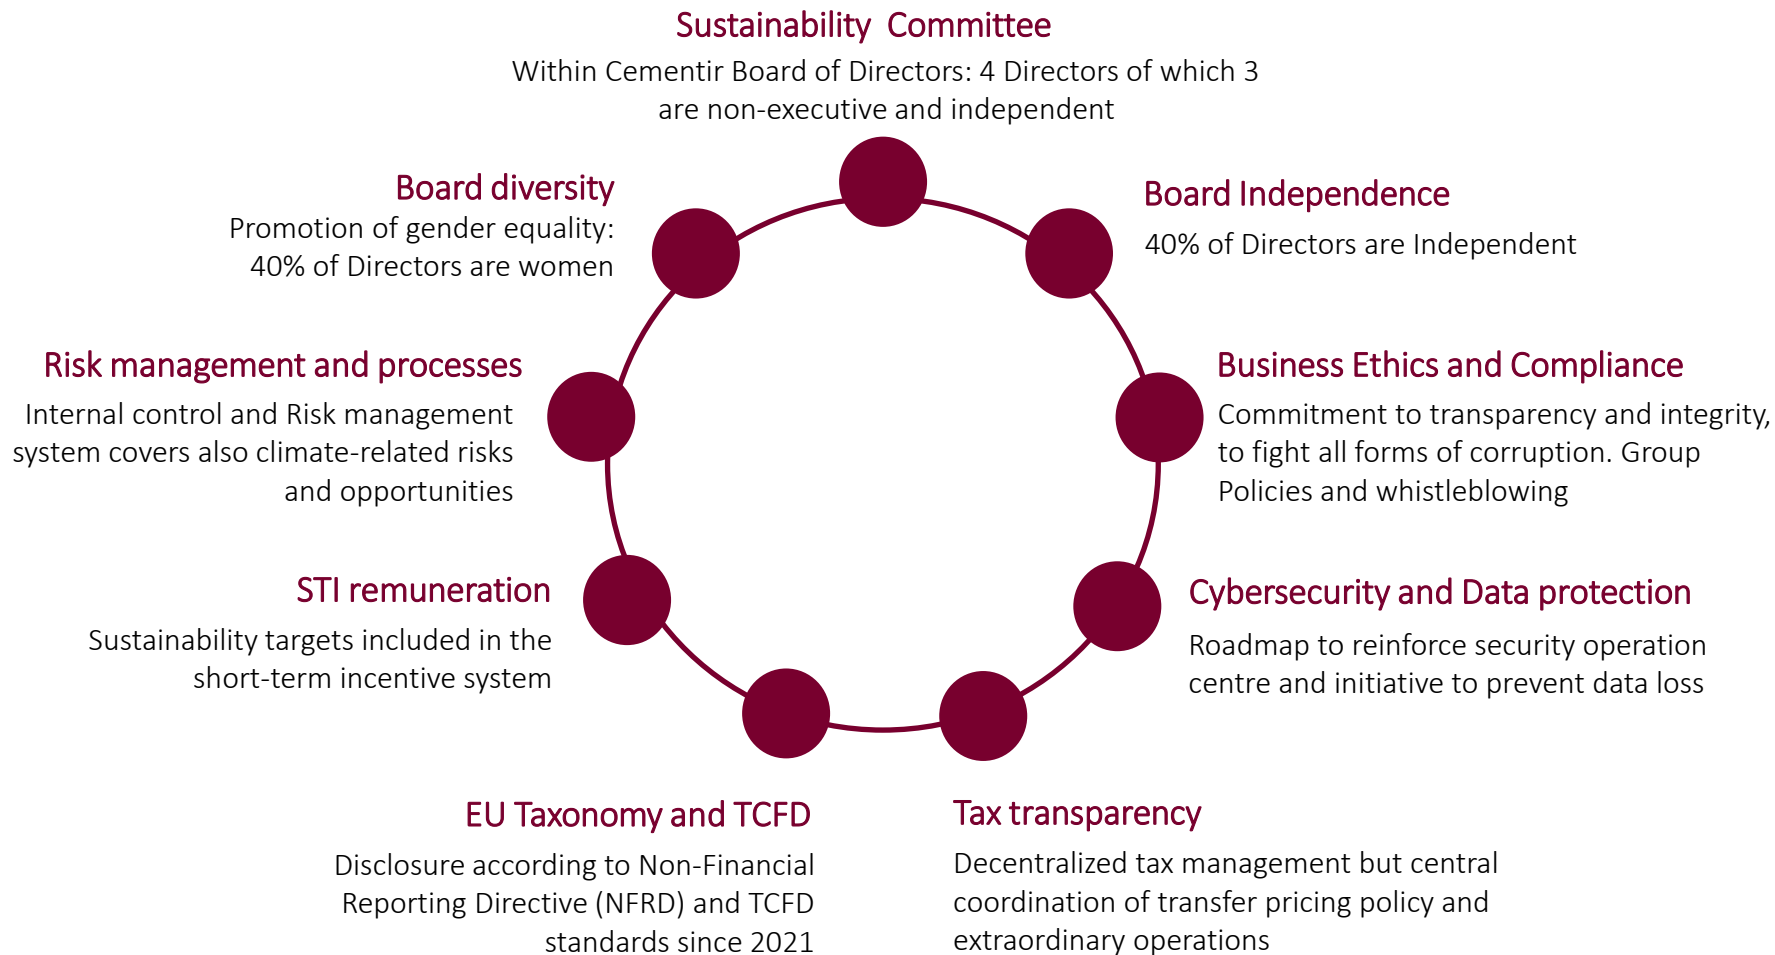 Sustainability Committee
Within Cementir Board of Directors: 4 Directors of which 3
are non-executive and independent
Board diversity
Promotion of gender equality:
40% of Directors are women
Board Independence
40% of Directors are Independent
Risk management and processes
Internal control and Risk management
system covers also climate-related risks
and opportunities
Business Ethics and Compliance
Commitment to transparency and integrity,
to fight all forms of corruption. Group
Policies and whistleblowing
STI remuneration
Sustainability targets included in the
short-term incentive system
Cybersecurity and Data protection
Roadmap to reinforce security operation
centre and initiative to prevent data loss
EU Taxonomy and TCFD
Disclosure according to Non-Financial
Reporting Directive (NFRD) and TCFD
standards since 2021
Tax transparency
Decentralized tax management but central
coordination of transfer pricing policy and
extraordinary operations